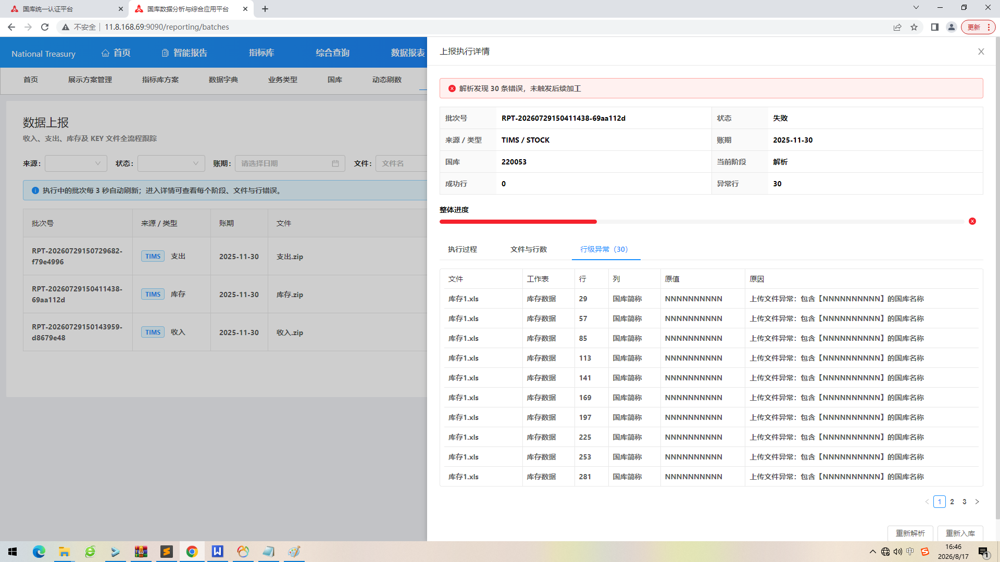 国库统一认证平台
国库数据分析与综合应用平台
不安全
11.8.168.69:9090/reporting/batches
更新
National Treasury
首页
智能报告
指标库
综合查询
数据报表
首页
展示方案管理
指标库方案
数据字典
业务类型
国库
动态刷数
数据上报
收入、支出、库存及 KEY 文件全流程跟踪
来源：
状态：
账期：
请选择日期
文件：
文件名
执行中的批次每 3 秒自动刷新；进入详情可查看每个阶段、文件与行错误。
批次号 来源 / 类型 账期 文件
RPT-20260729150729682-
f79e4996
TIMS 支出 2025-11-30 支出.zip
RPT-20260729150411438-
69aa112d
TIMS 库存 2025-11-30 库存.zip
RPT-20260729150143959-
d8679e48
TIMS 收入 2025-11-30 收入.zip
上报执行详情
解析发现 30 条错误，未触发后续加工
批次号 RPT-20260729150411438-69aa112d 状态 失败
来源 / 类型 TIMS / STOCK 账期 2025-11-30
国库 220053 当前阶段 解析
成功行 0 异常行 30
整体进度
执行过程 文件与行数 行级异常（30）
文件 工作表 行 列 原值 原因
库存1.xls 库存数据 29 国库简称 NNNNNNNNNN 上传文件异常：包含【NNNNNNNNNN】的国库名称
库存1.xls 库存数据 57 国库简称 NNNNNNNNNN 上传文件异常：包含【NNNNNNNNNN】的国库名称
库存1.xls 库存数据 85 国库简称 NNNNNNNNNN 上传文件异常：包含【NNNNNNNNNN】的国库名称
库存1.xls 库存数据 113 国库简称 NNNNNNNNNN 上传文件异常：包含【NNNNNNNNNN】的国库名称
库存1.xls 库存数据 141 国库简称 NNNNNNNNNN 上传文件异常：包含【NNNNNNNNNN】的国库名称
库存1.xls 库存数据 169 国库简称 NNNNNNNNNN 上传文件异常：包含【NNNNNNNNNN】的国库名称
库存1.xls 库存数据 197 国库简称 NNNNNNNNNN 上传文件异常：包含【NNNNNNNNNN】的国库名称
库存1.xls 库存数据 225 国库简称 NNNNNNNNNN 上传文件异常：包含【NNNNNNNNNN】的国库名称
库存1.xls 库存数据 253 国库简称 NNNNNNNNNN 上传文件异常：包含【NNNNNNNNNN】的国库名称
库存1.xls 库存数据 281 国库简称 NNNNNNNNNN 上传文件异常：包含【NNNNNNNNNN】的国库名称
1 2 3
重新解析 重新入库
中
16:46
2026/8/17
1